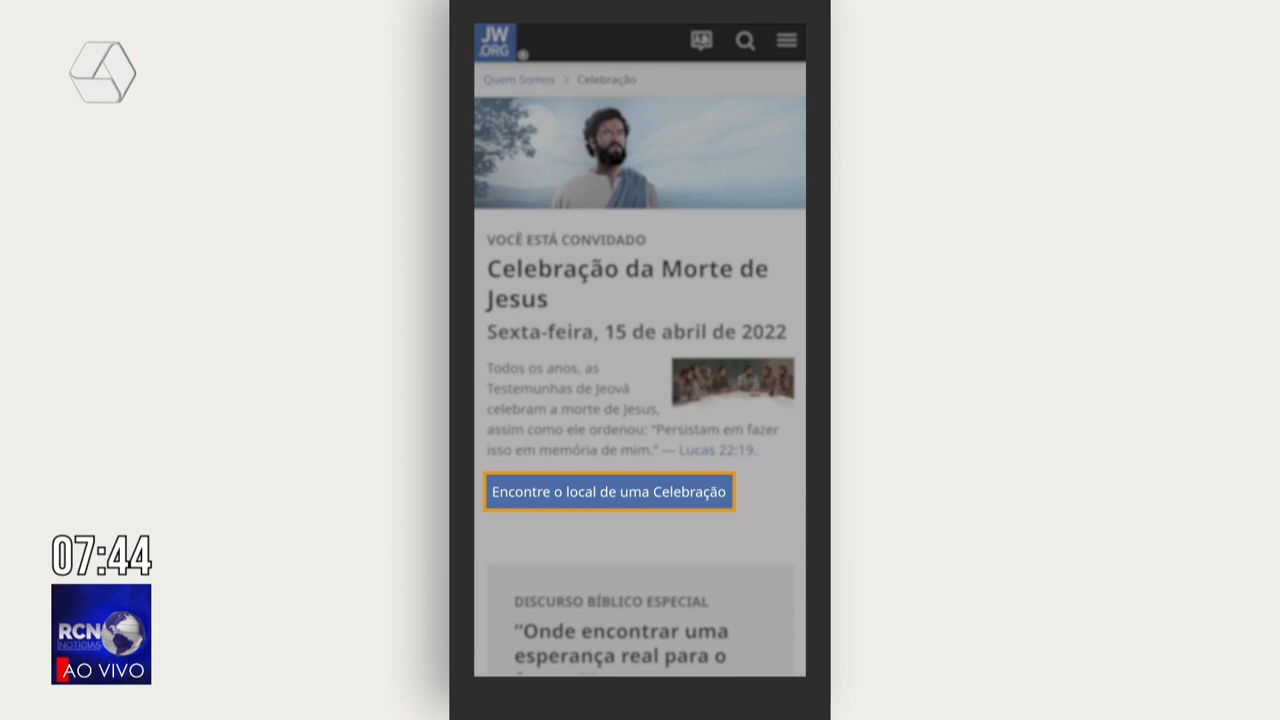 JW
.ORG
Quem Somos > Celebração
VOCÊ ESTÁ CONVIDADO
Celebração da Morte de
Jesus
Sexta-feira, 15 de abril de 2022
Todos os anos, as
Testemunhas de Jeová
celebram a morte de Jesus,
assim como ele ordenou: “Persistam em fazer
isso em memória de mim.” — Lucas 22:19.
Encontre o local de uma Celebração
DISCURSO BÍBLICO ESPECIAL
“Onde encontrar uma
esperança real para o
07:44
RCN
NOTÍCIAS
AO VIVO